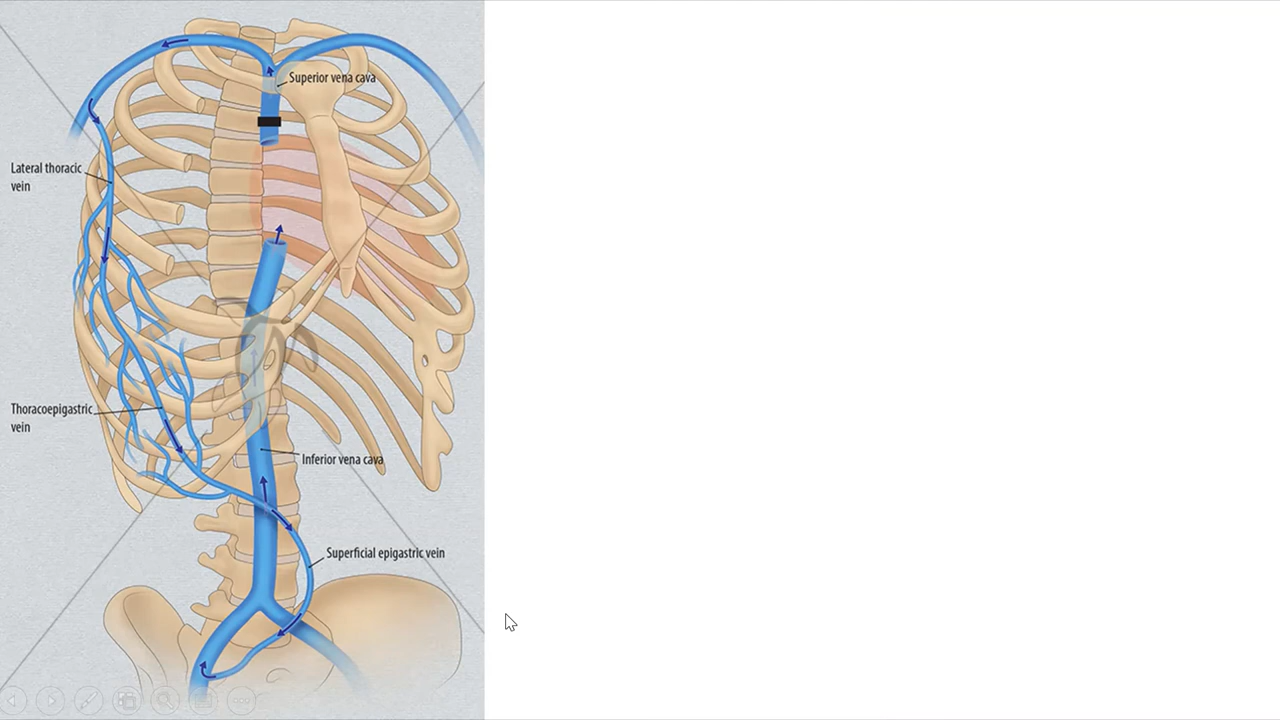 Superior vena cava
Lateral thoracic
vein
Thoracoepigastric
vein
Inferior vena cava
Superficial epigastric vein